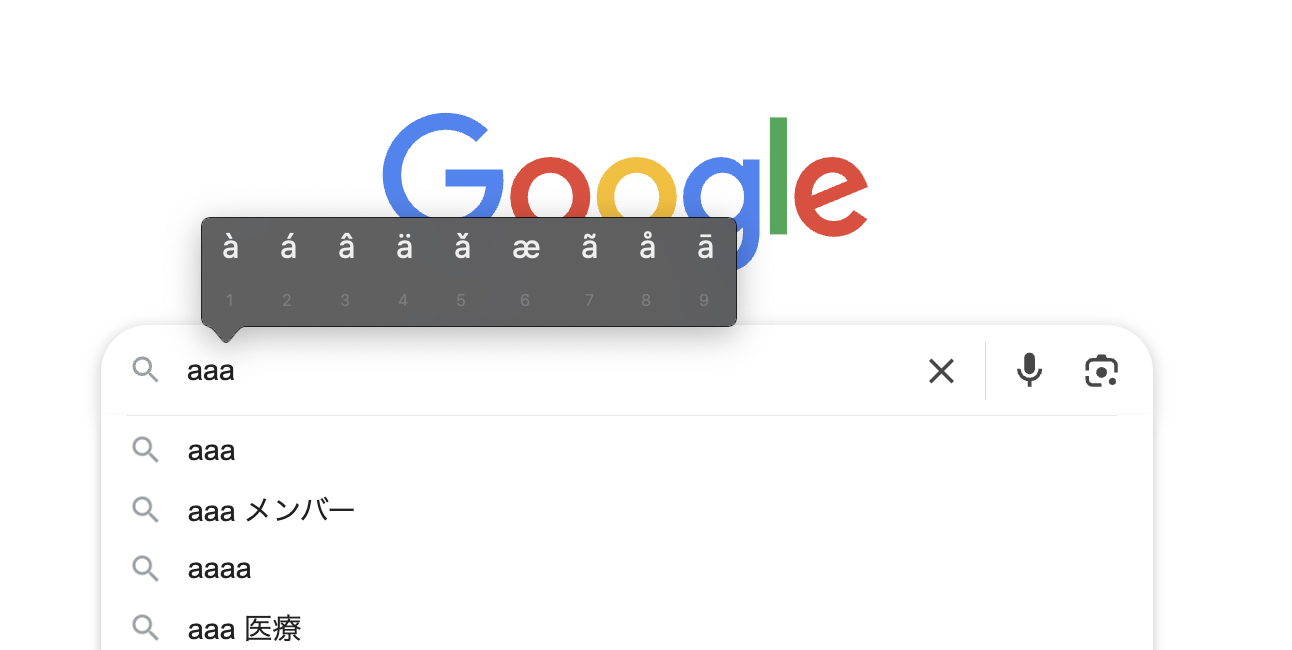 Google
à á â ä ǎ æ ã å ā
1 2 3 4 5 6 7 8 9
aaa
aaa
aaa メンバー
aaaa
aaa 医療